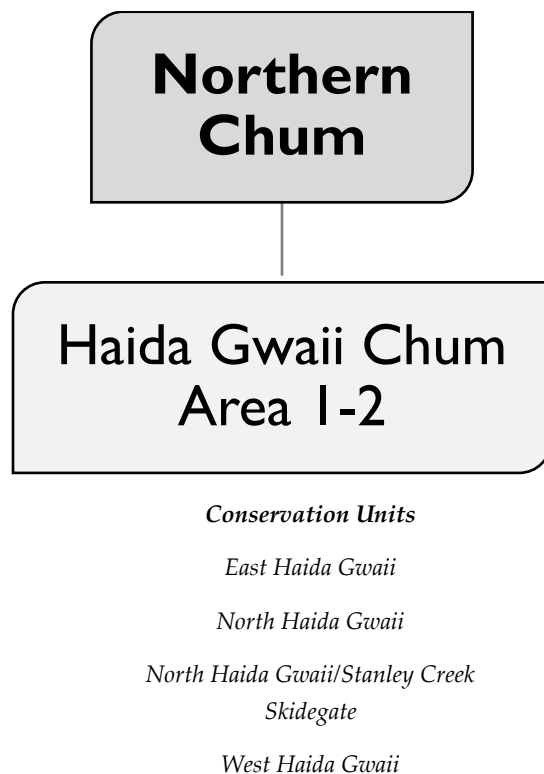 Northern
Chum
Haida Gwaii Chum
Area 1-2
Conservation Units
East Haida Gwaii
North Haida Gwaii
North Haida Gwaii/Stanley Creek
Skidegate
West Haida Gwaii